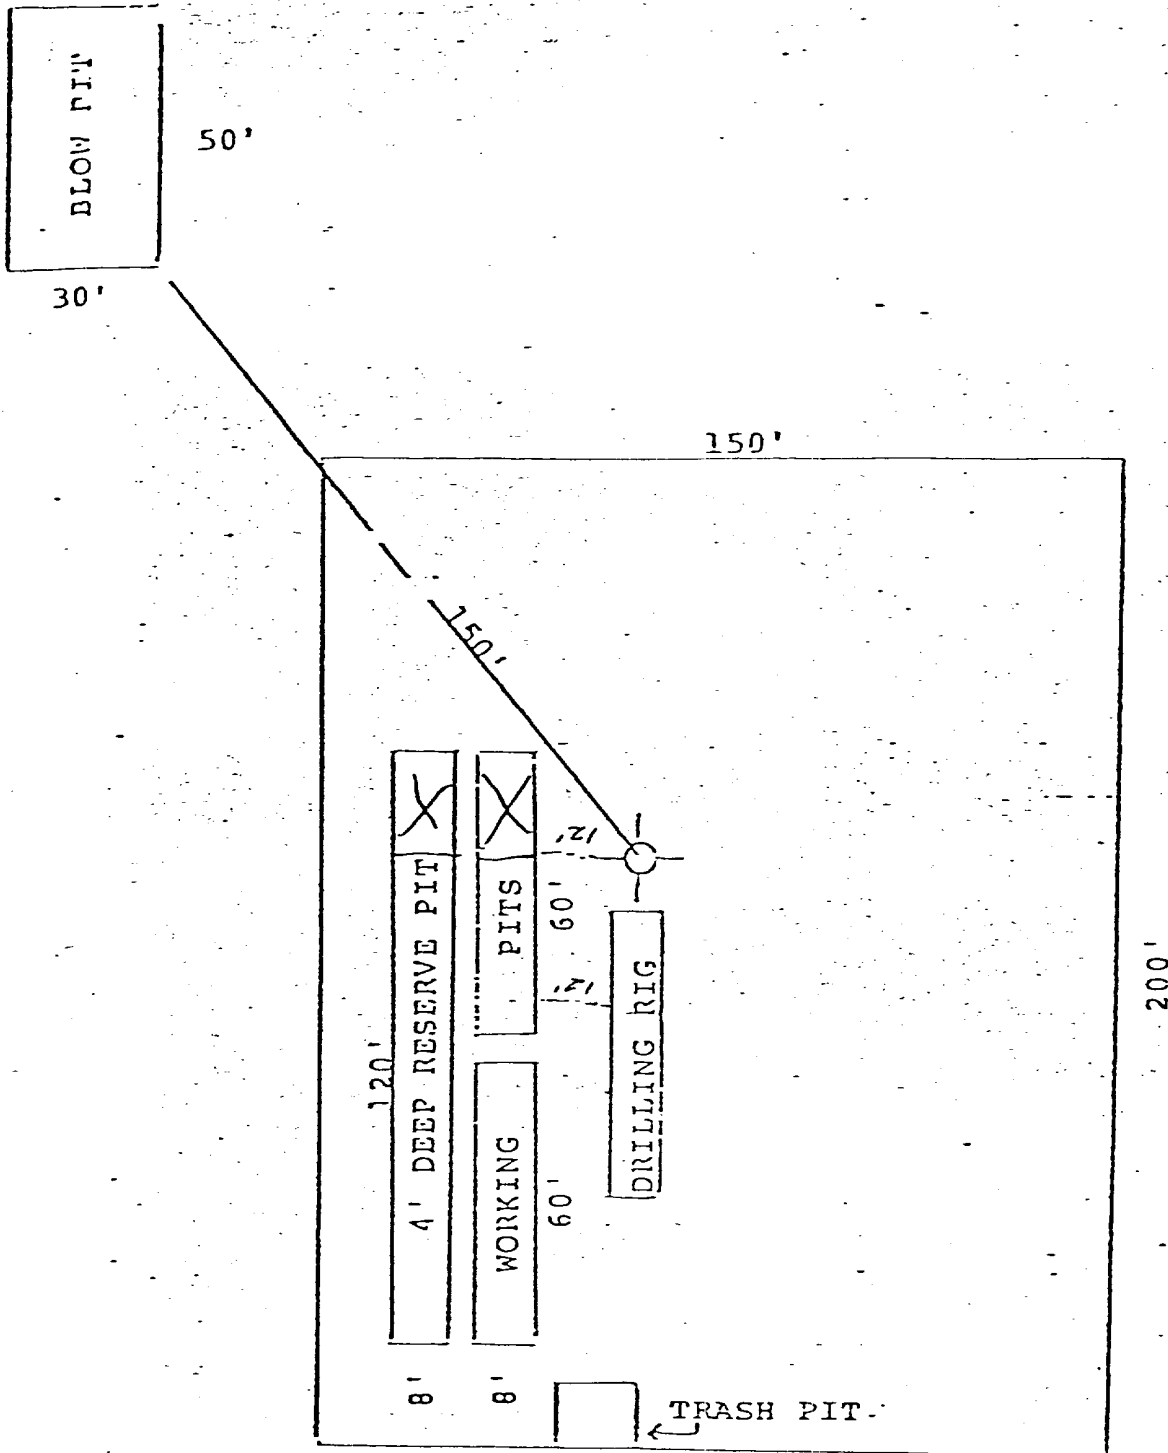 BLOW PIT
50'
30'
150'
150'
12'
60'
PITS
12'
120'
4' DEEP RESERVE PIT
DRILLING RIG
200'
WORKING
60'
8'
8'
TRASH PIT